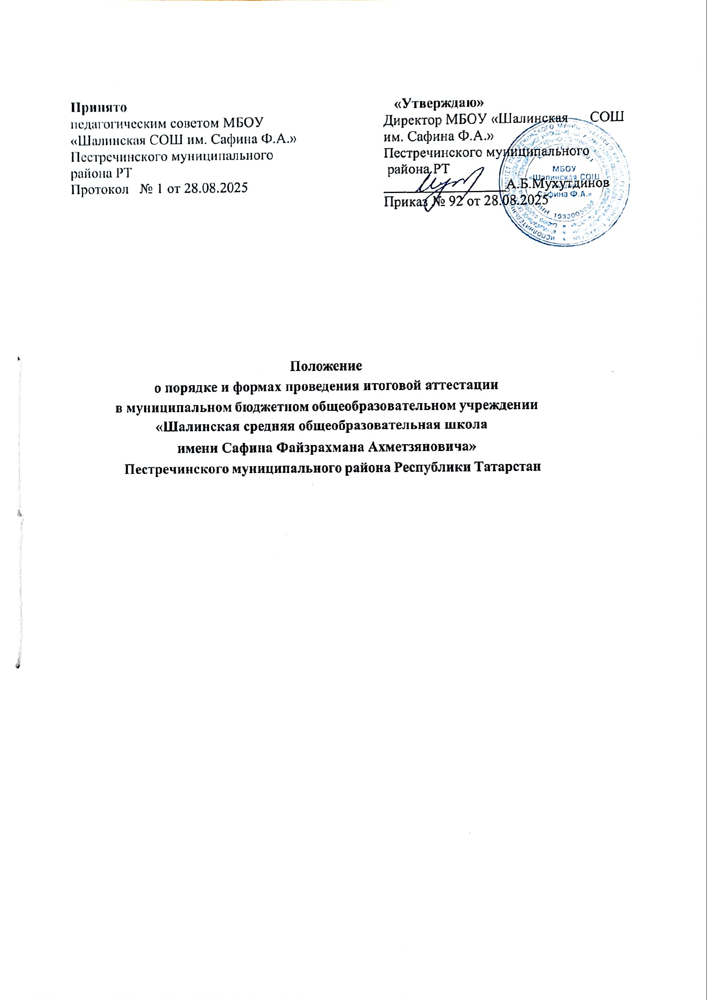 Принято
педагогическим советом МБОУ
«Шалинская СОШ им. Сафина Ф.А.»
Пестречинского муниципального
района РТ
Протокол № 1 от 28.08.2025
«Утверждаю»
Директор МБОУ «Шалинская СОШ
им. Сафина Ф.А.»
Пестречинского муниципального
района РТ
А.Б.Мухутдинов
Приказ № 92 от 28.08.2025
МБОУ
«Шалинская СОШ
Сафина Ф.А.»
Положение
о порядке и формах проведения итоговой аттестации
в муниципальном бюджетном общеобразовательном учреждении
«Шалинская средняя общеобразовательная школа
имени Сафина Файзрахмана Ахметзяновича»
Пестречинского муниципального района Республики Татарстан